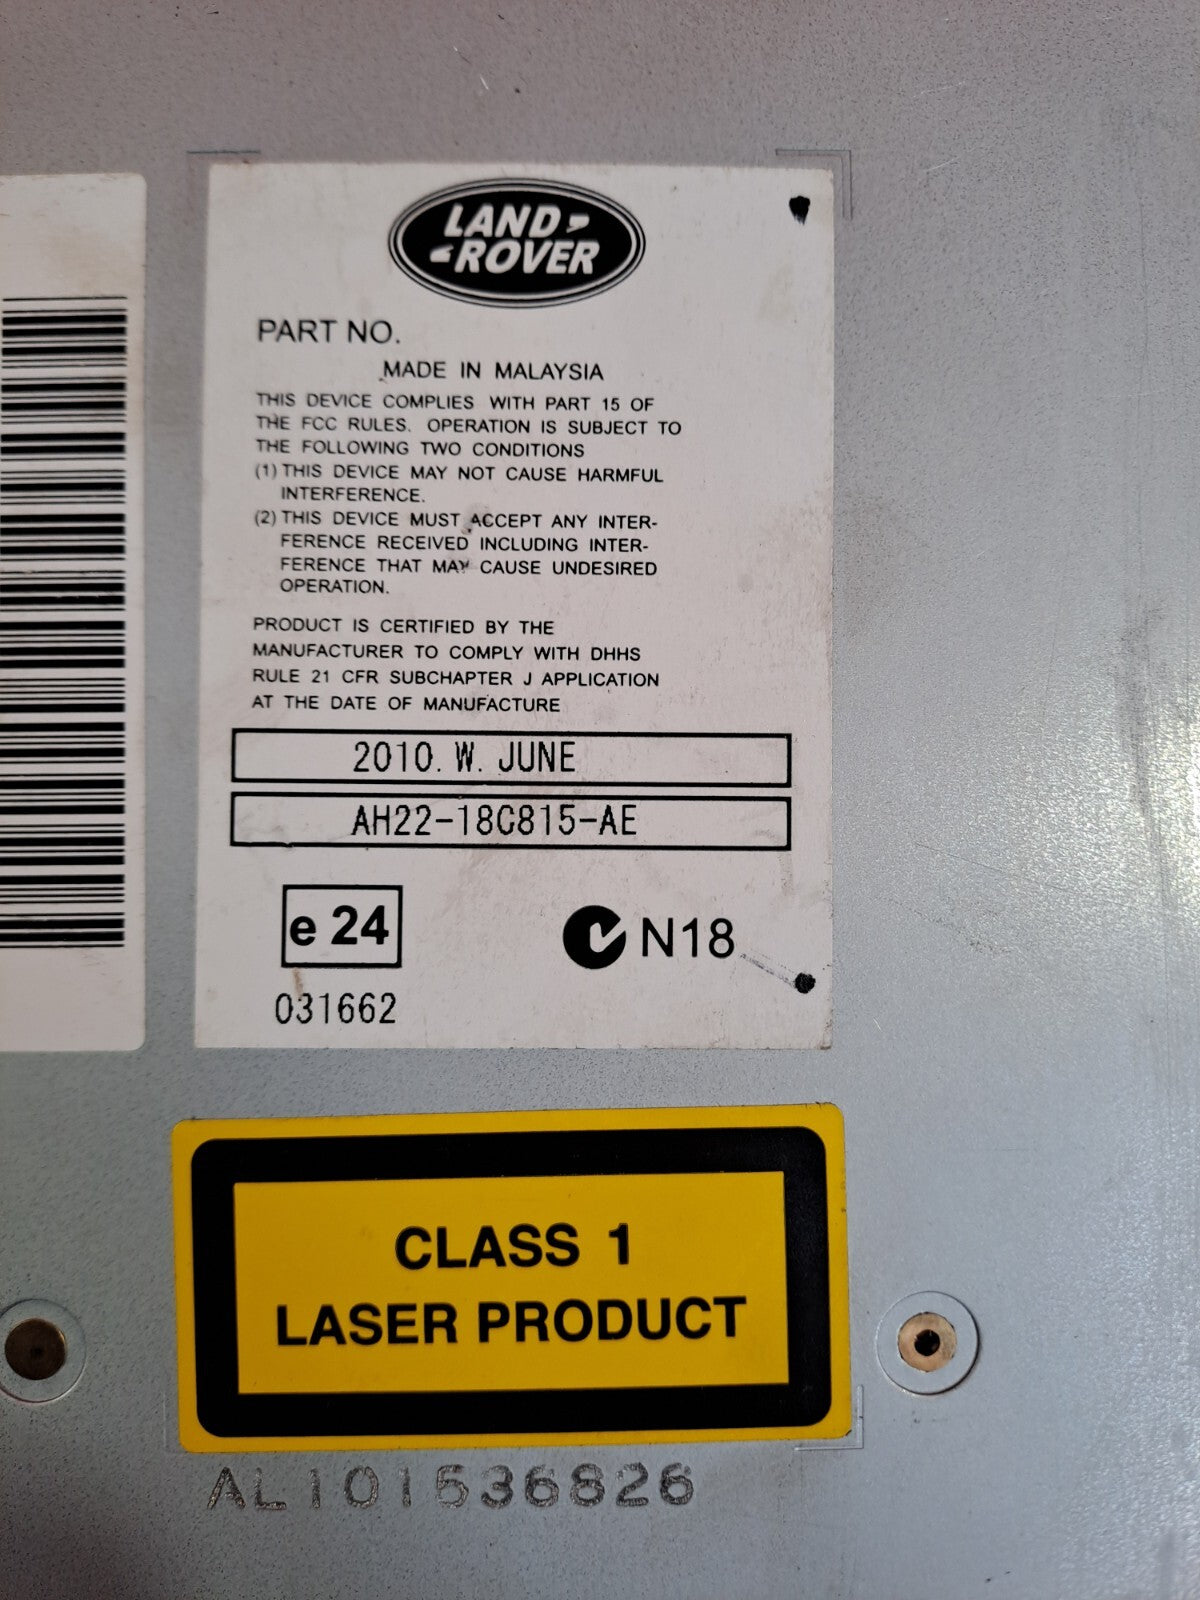 LAND
ROVER
PART NO.
MADE IN MALAYSIA
THIS DEVICE COMPLIES WITH PART 15 OF
THE FCC RULES. OPERATION IS SUBJECT TO
THE FOLLOWING TWO CONDITIONS
(1) THIS DEVICE MAY NOT CAUSE HARMFUL
INTERFERENCE.
(2) THIS DEVICE MUST ACCEPT ANY INTER-
FERENCE RECEIVED INCLUDING INTER-
FERENCE THAT MAY CAUSE UNDESIRED
OPERATION.
PRODUCT IS CERTIFIED BY THE
MANUFACTURER TO COMPLY WITH DHHS
RULE 21 CFR SUBCHAPTER J APPLICATION
AT THE DATE OF MANUFACTURE
2010. W. JUNE
AH22-18C815-AE
e 24
N18
031662
CLASS 1
LASER PRODUCT
AL101536826